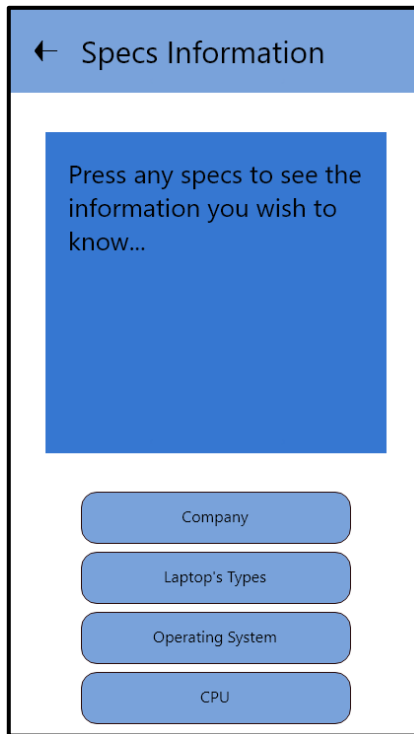 Specs Information
Press any specs to see the
information you wish to
know...
Company
Laptop's Types
Operating System
CPU